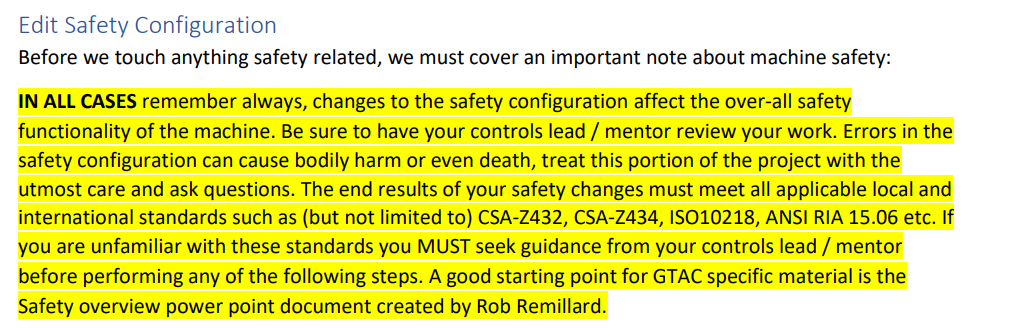 Edit Safety Configuration
Before we touch anything safety related, we must cover an important note about machine safety:
IN ALL CASES remember always, changes to the safety configuration affect the over-all safety
functionality of the machine. Be sure to have your controls lead / mentor review your work. Errors in the
safety configuration can cause bodily harm or even death, treat this portion of the project with the
utmost care and ask questions. The end results of your safety changes must meet all applicable local and
international standards such as (but not limited to) CSA-Z432, CSA-Z434, ISO10218, ANSI RIA 15.06 etc. If
you are unfamiliar with these standards you MUST seek guidance from your controls lead / mentor
before performing any of the following steps. A good starting point for GTAC specific material is the
Safety overview power point document created by Rob Remillard.